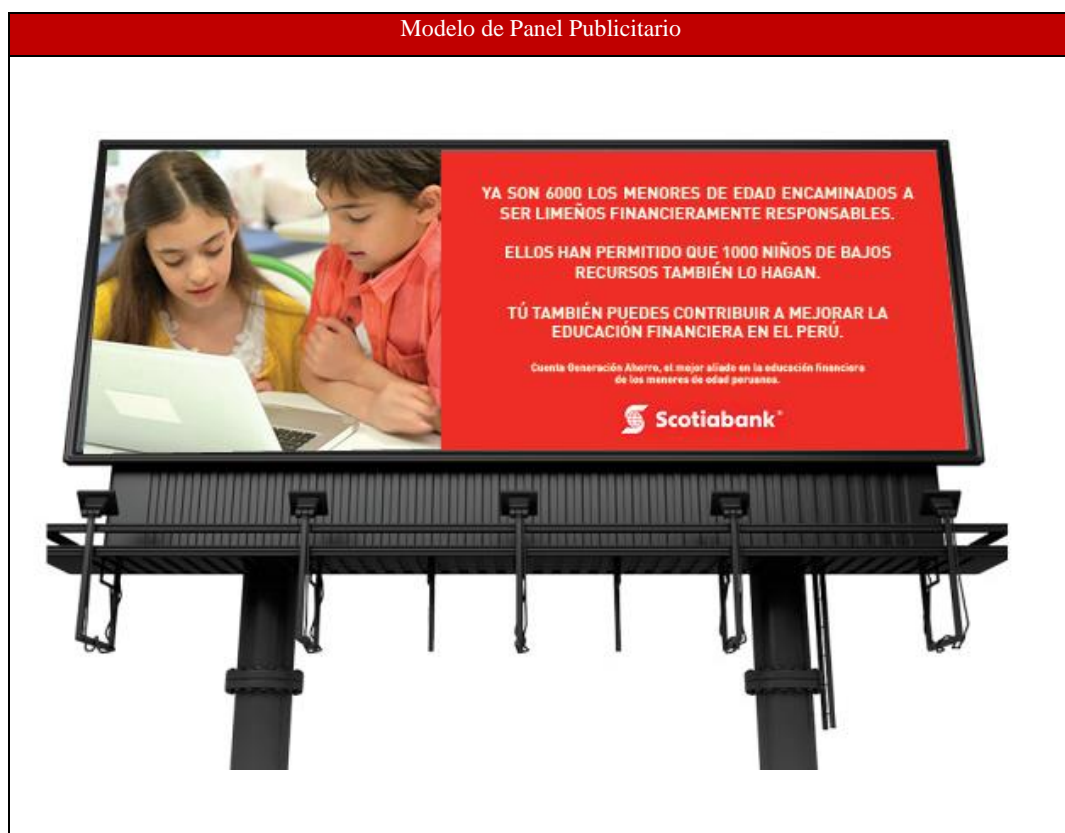 Modelo de Panel Publicitario
YA SON 6000 LOS MENORES DE EDAD ENCAMINADOS A
SER LIMEÑOS FINANCIERAMENTE RESPONSABLES.
ELLOS HAN PERMITIDO QUE 1000 NIÑOS DE BAJOS
RECURSOS TAMBIÉN LO HAGAN.
TÚ TAMBIÉN PUEDES CONTRIBUIR A MEJORAR LA
EDUCACIÓN FINANCIERA EN EL PERÚ.
Cuenta Generación Ahorro, el mejor aliado en la educación financiera
de los menores de edad peruanos.
Scotiabank